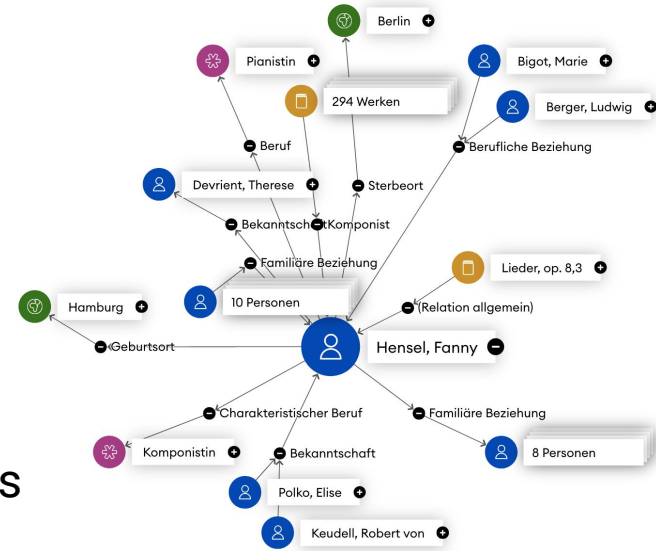 Berlin
Pianistin
Bigot, Marie
294 Werken
Berger, Ludwig
Beruf
Berufliche Beziehung
Devrient, Therese
Sterbeort
Komponist
Familiäre Beziehung
Lieder, op. 8,3
10 Personen
Hamburg
(Relation allgemein)
Geburtsort
Hensel, Fanny
Charakteristischer Beruf
Familiäre Beziehung
Komponistin
Bekanntschaft
8 Personen
s
Polko, Elise
Keudell, Robert von